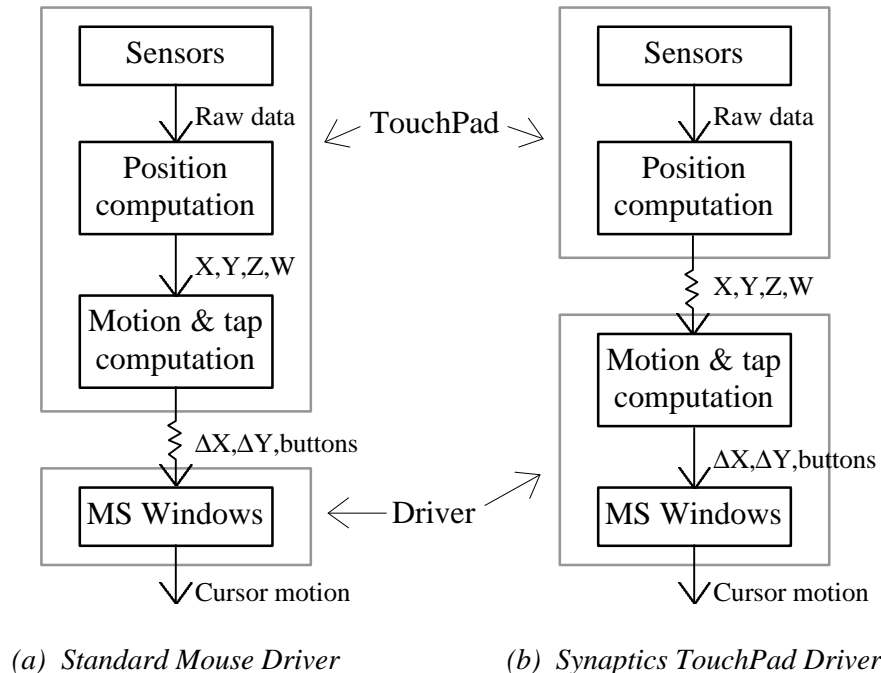 Sensors
Raw data
Position
computation
X,Y,Z,W
Motion & tap
computation
ΔX,ΔY,buttons
MS Windows
Cursor motion
TouchPad
Driver
Sensors
Raw data
Position
computation
X,Y,Z,W
Motion & tap
computation
ΔX,ΔY,buttons
MS Windows
Cursor motion
(a) Standard Mouse Driver
(b) Synaptics TouchPad Driver